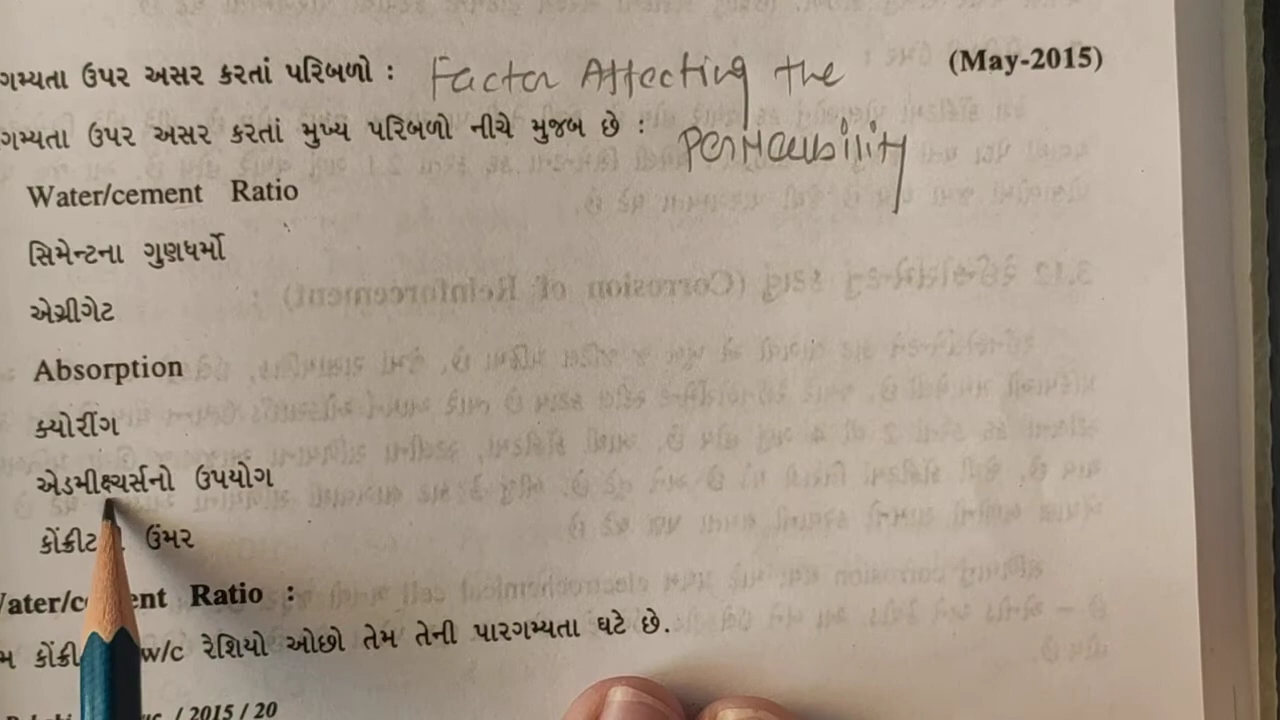 ગમ્યતા ઉપર અસર કરતાં પરિબળો : Factor Affecting the (May-2015)
ગમ્યતા ઉપર અસર કરતાં મુખ્ય પરિબળો નીચે મુજબ છે : Permeability
Water/cement Ratio
સિમેન્ટના ગુણધર્મો
એગ્રીગેટ
Absorption
ક્યોરીંગ
એડમીક્ષ્ચર્સનો ઉપયોગ
ઉંમર
Ratio :
w/c રેશિયો ઓછો તેમ તેની પારગમ્યતા ઘટે છે.
/ 2015 / 20